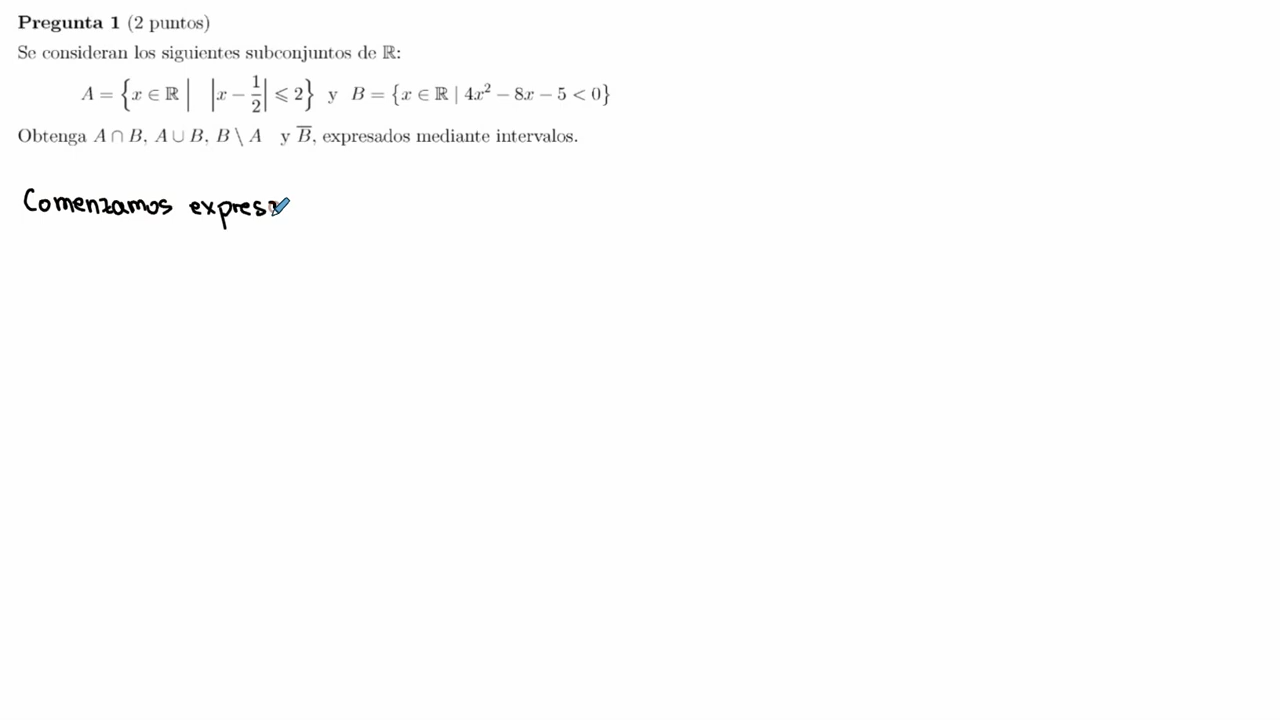 Pregunta 1 (2 puntos)
Se consideran los siguientes subconjuntos de ℝ:
A = {x ∈ ℝ | |x − 1/2| ⩽ 2} y B = {x ∈ ℝ | 4x² − 8x − 5 < 0}
Obtenga A ∩ B, A ∪ B, B \ A y B̅, expresados mediante intervalos.
Comenzamos expres